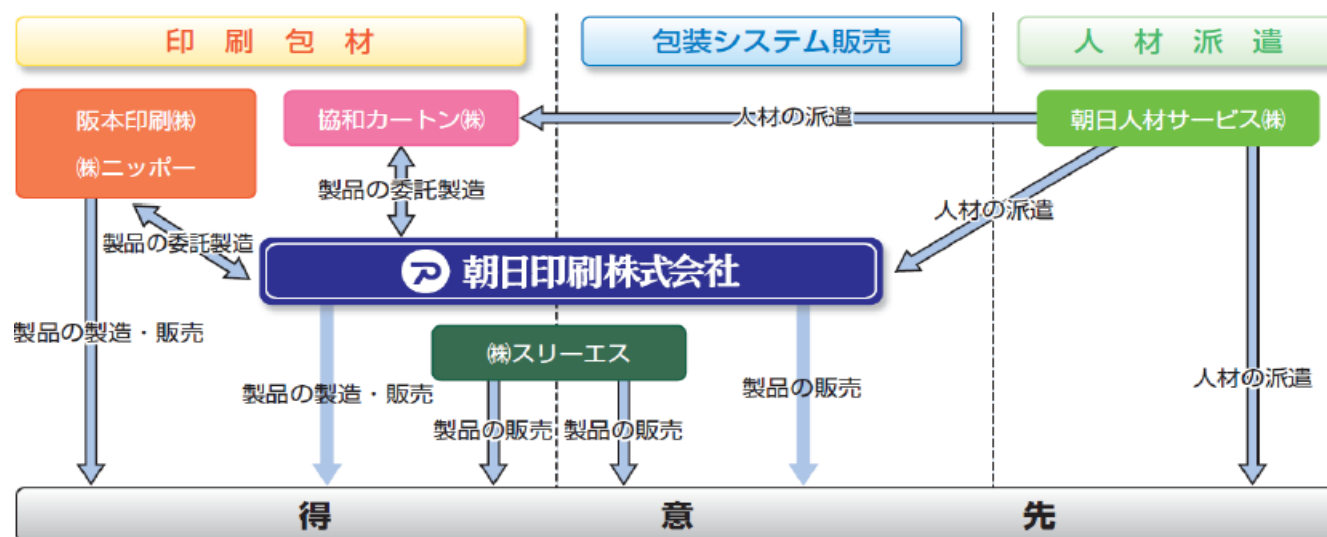 印刷包材
包装システム販売
人材派遣
阪本印刷㈱
㈱ニッポー
協和カートン㈱
人材の派遣
朝日人材サービス㈱
製品の委託製造
人材の派遣
製品の委託製造
朝日印刷株式会社
製品の製造・販売
㈱スリーエス
製品の製造・販売
製品の販売
人材の派遣
製品の販売
製品の販売
得意先